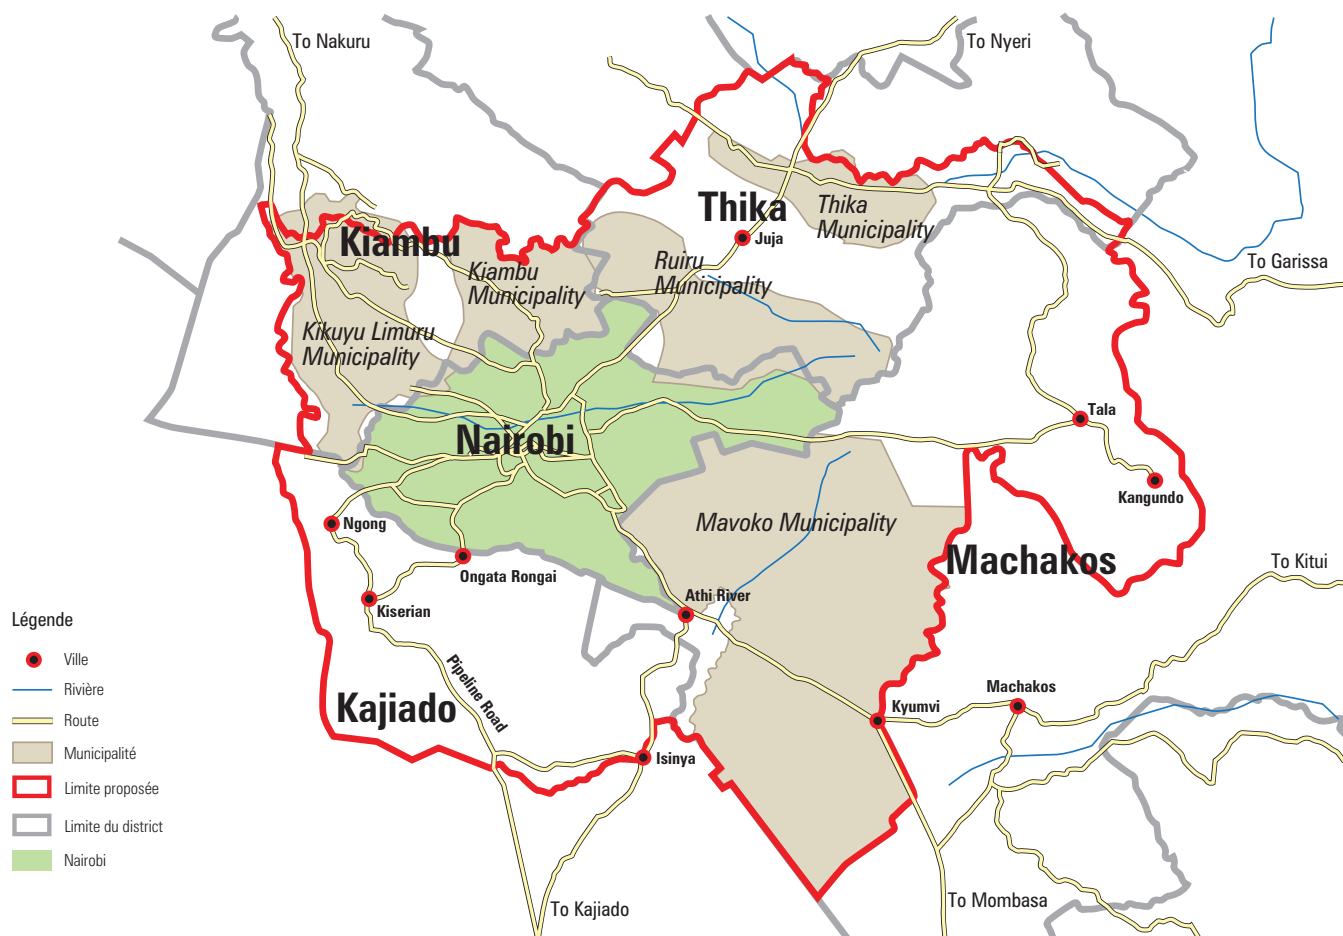 To Nakuru
To Nyeri
Thika
Thika
Municipality
Juja
Kiambu
Kiambu
Municipality
Ruiru
Municipality
To Garissa
Kikuyu Limuru
Municipality
Tala
Nairobi
Kangundo
Ngong
Mavoko Municipality
Machakos
Ongata Rongai
To Kitui
Athi River
Kiserian
Légende
Ville
Rivière
Route
Municipalité
Limite proposée
Limite du district
Nairobi
Pipeline Road
Kajiado
Machakos
Kyumvi
Isinya
To Kajiado
To Mombasa